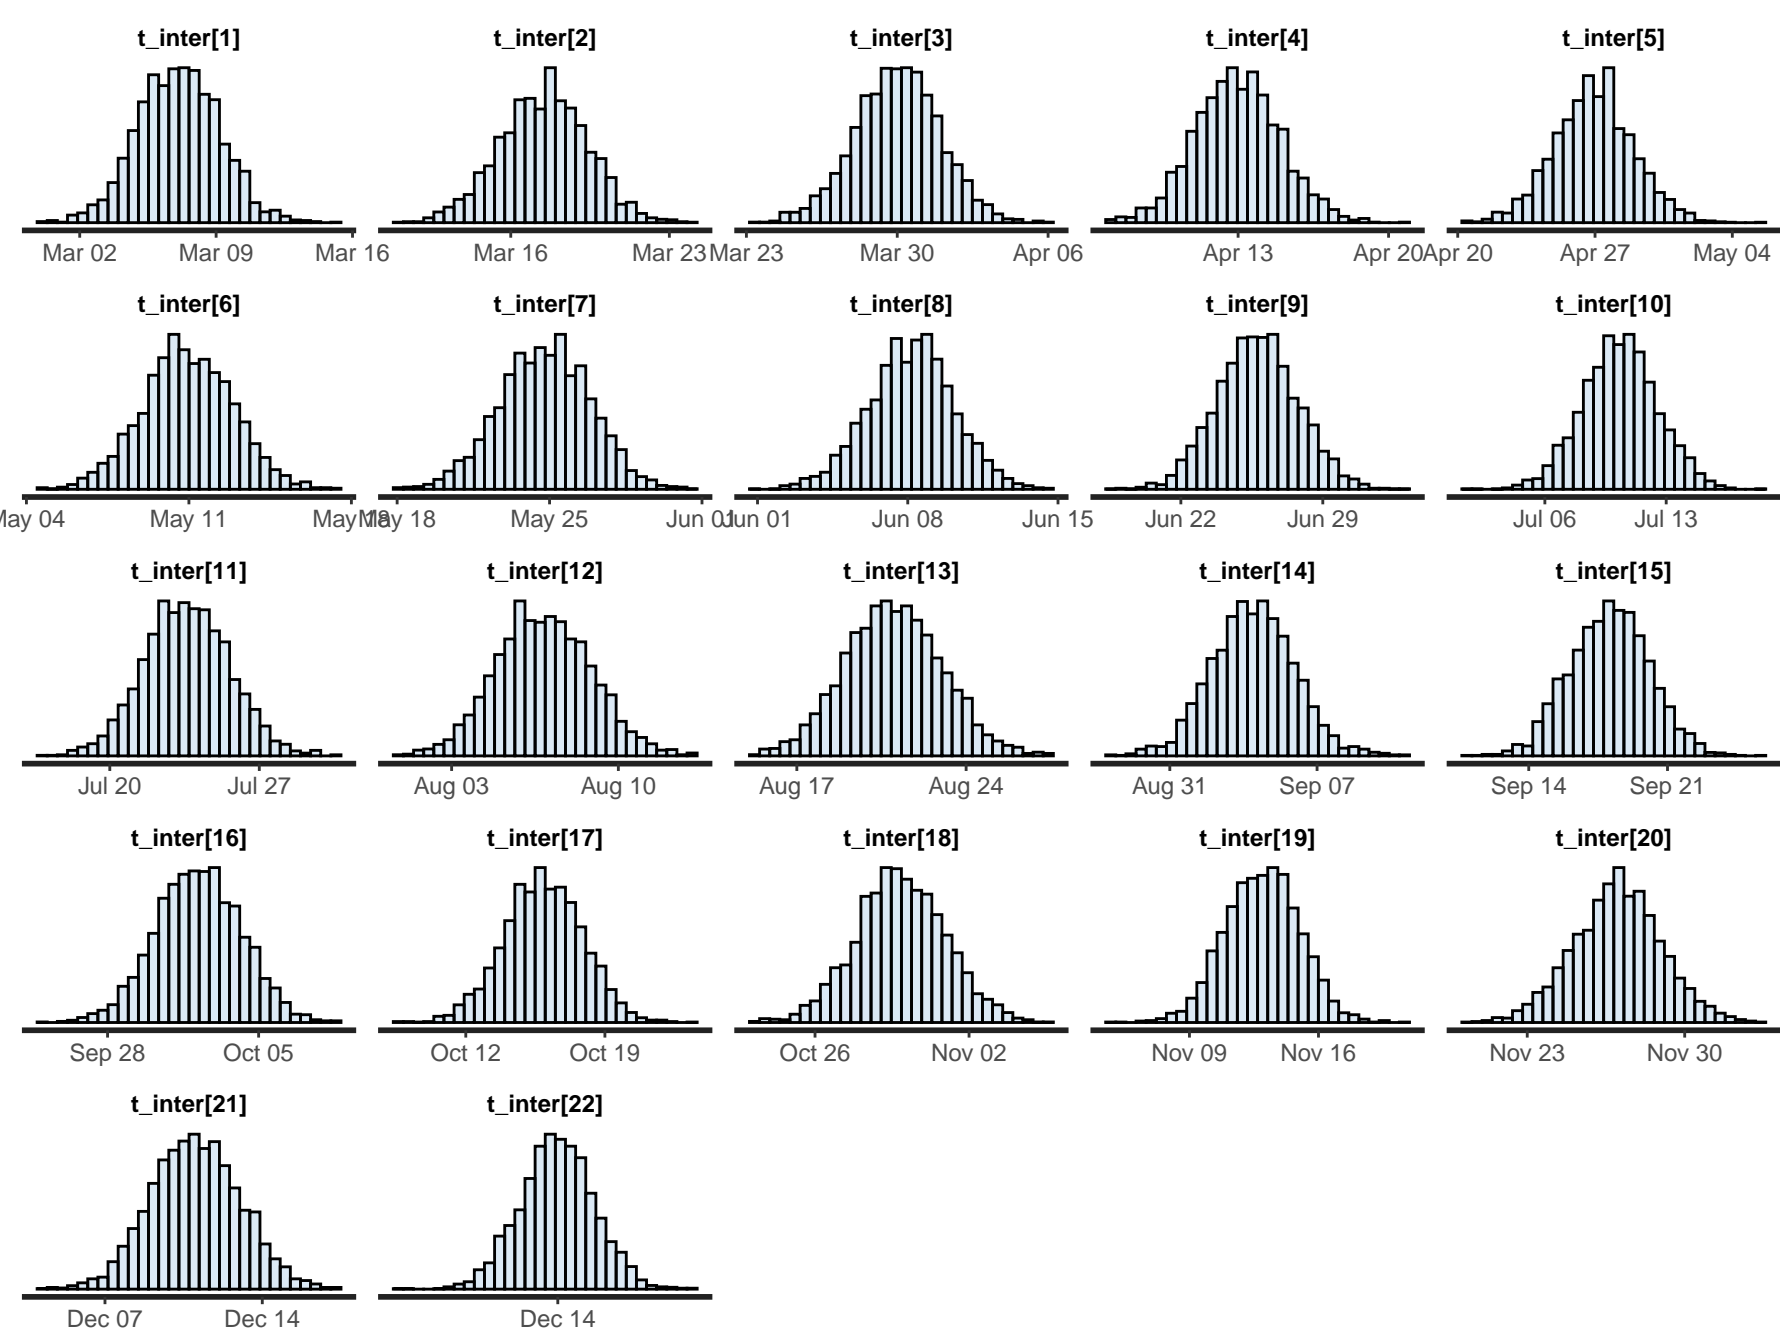 t_inter[1] t_inter[2] t_inter[3] t_inter[4] t_inter[5]
Mar 02 Mar 09 Mar 16 Mar 16 Mar 23 Mar 23 Mar 30 Apr 06 Apr 13 Apr 20 Apr 20 Apr 27 May 04
t_inter[6] t_inter[7] t_inter[8] t_inter[9] t_inter[10]
May 04 May 11 May 18 May 18 May 25 Jun 01 Jun 01 Jun 08 Jun 15 Jun 22 Jun 29 Jul 06 Jul 13
t_inter[11] t_inter[12] t_inter[13] t_inter[14] t_inter[15]
Jul 20 Jul 27 Aug 03 Aug 10 Aug 17 Aug 24 Aug 31 Sep 07 Sep 14 Sep 21
t_inter[16] t_inter[17] t_inter[18] t_inter[19] t_inter[20]
Sep 28 Oct 05 Oct 12 Oct 19 Oct 26 Nov 02 Nov 09 Nov 16 Nov 23 Nov 30
t_inter[21] t_inter[22]
Dec 07 Dec 14 Dec 14